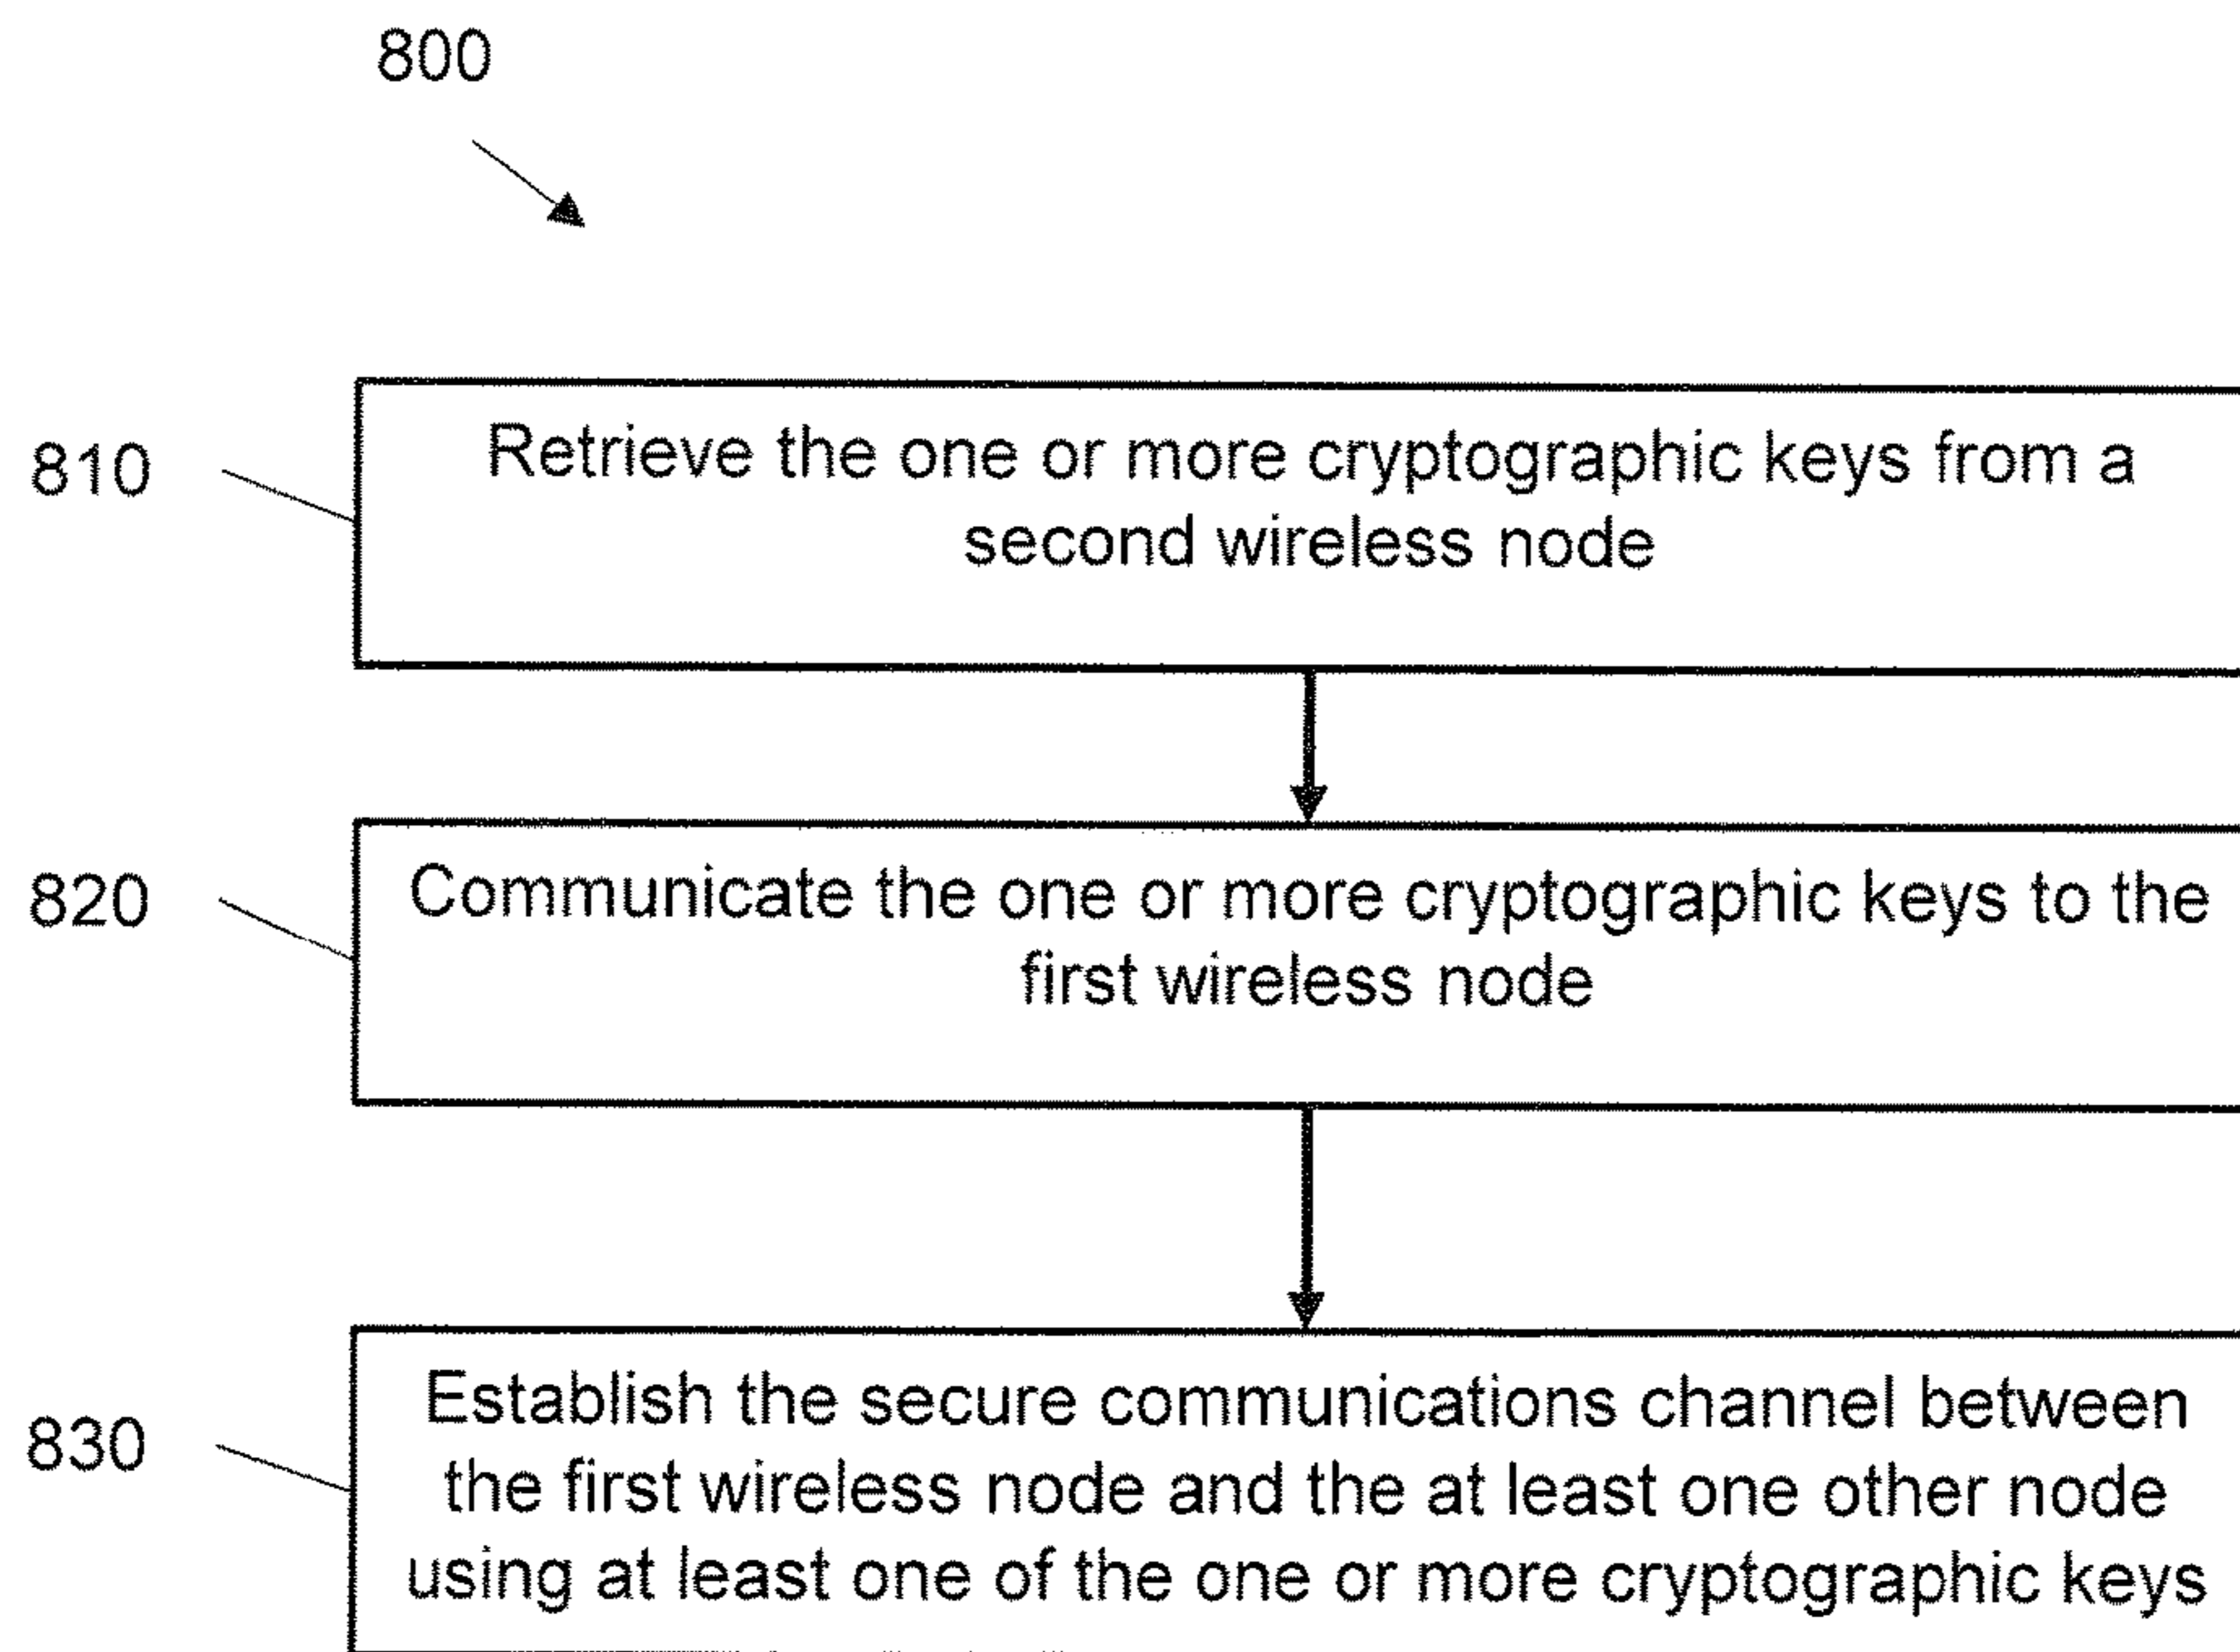 800
810
Retrieve the one or more cryptographic keys from a
second wireless node
820
Communicate the one or more cryptographic keys to the
first wireless node
830
Establish the secure communications channel between
the first wireless node and the at least one other node
using at least one of the one or more cryptographic keys